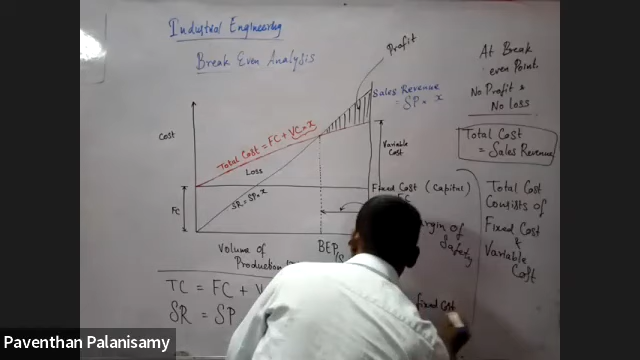 Industrial Engineering
Break Even Analysis
Profit
At Break
even Point.
No Profit &
No loss
Total Cost
= Sales Revenue
Sales Revenue
= SP * x
Cost
Total Cost = FC + VC * x
Variable
Cost
Loss
SR = SP * x
Fixed Cost (Capital)
FC
FC
Margin of
Safety
Total Cost
Consists of
Fixed Cost
&
Variable
Cost
Volume of
Production
BEP
TC = FC +
SR = SP
Fixed Cost
Paventhan Palanisamy